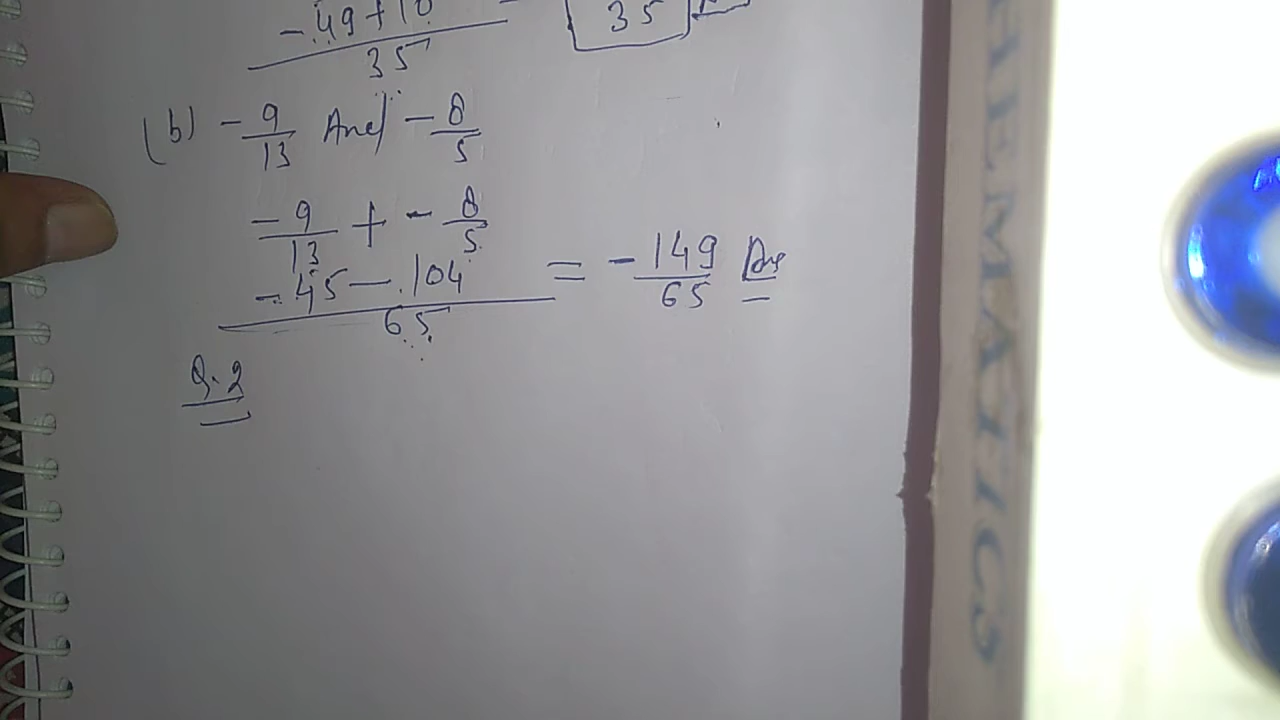 -49+10
35
35
(b) -9/13 And -8/5
-9/13 + -8/5
-45-104/65 = -149/65 Ans
Q.2
HEMATICS